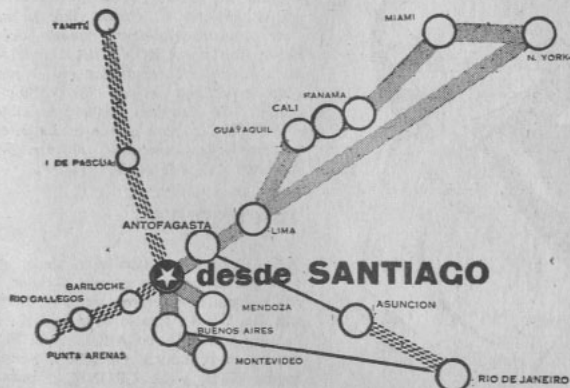 TAHITÍ
MIAMI
N. YORK
PANAMA
CALI
GUAYAQUIL
I DE PASCUA
ANTOFAGASTA
LIMA
desde SANTIAGO
BARILOCHE
RIO GALLEGOS
MENDOZA
ASUNCION
BUENOS AIRES
PUNTA ARENAS
MONTEVIDEO
RIO DE JANEIRO